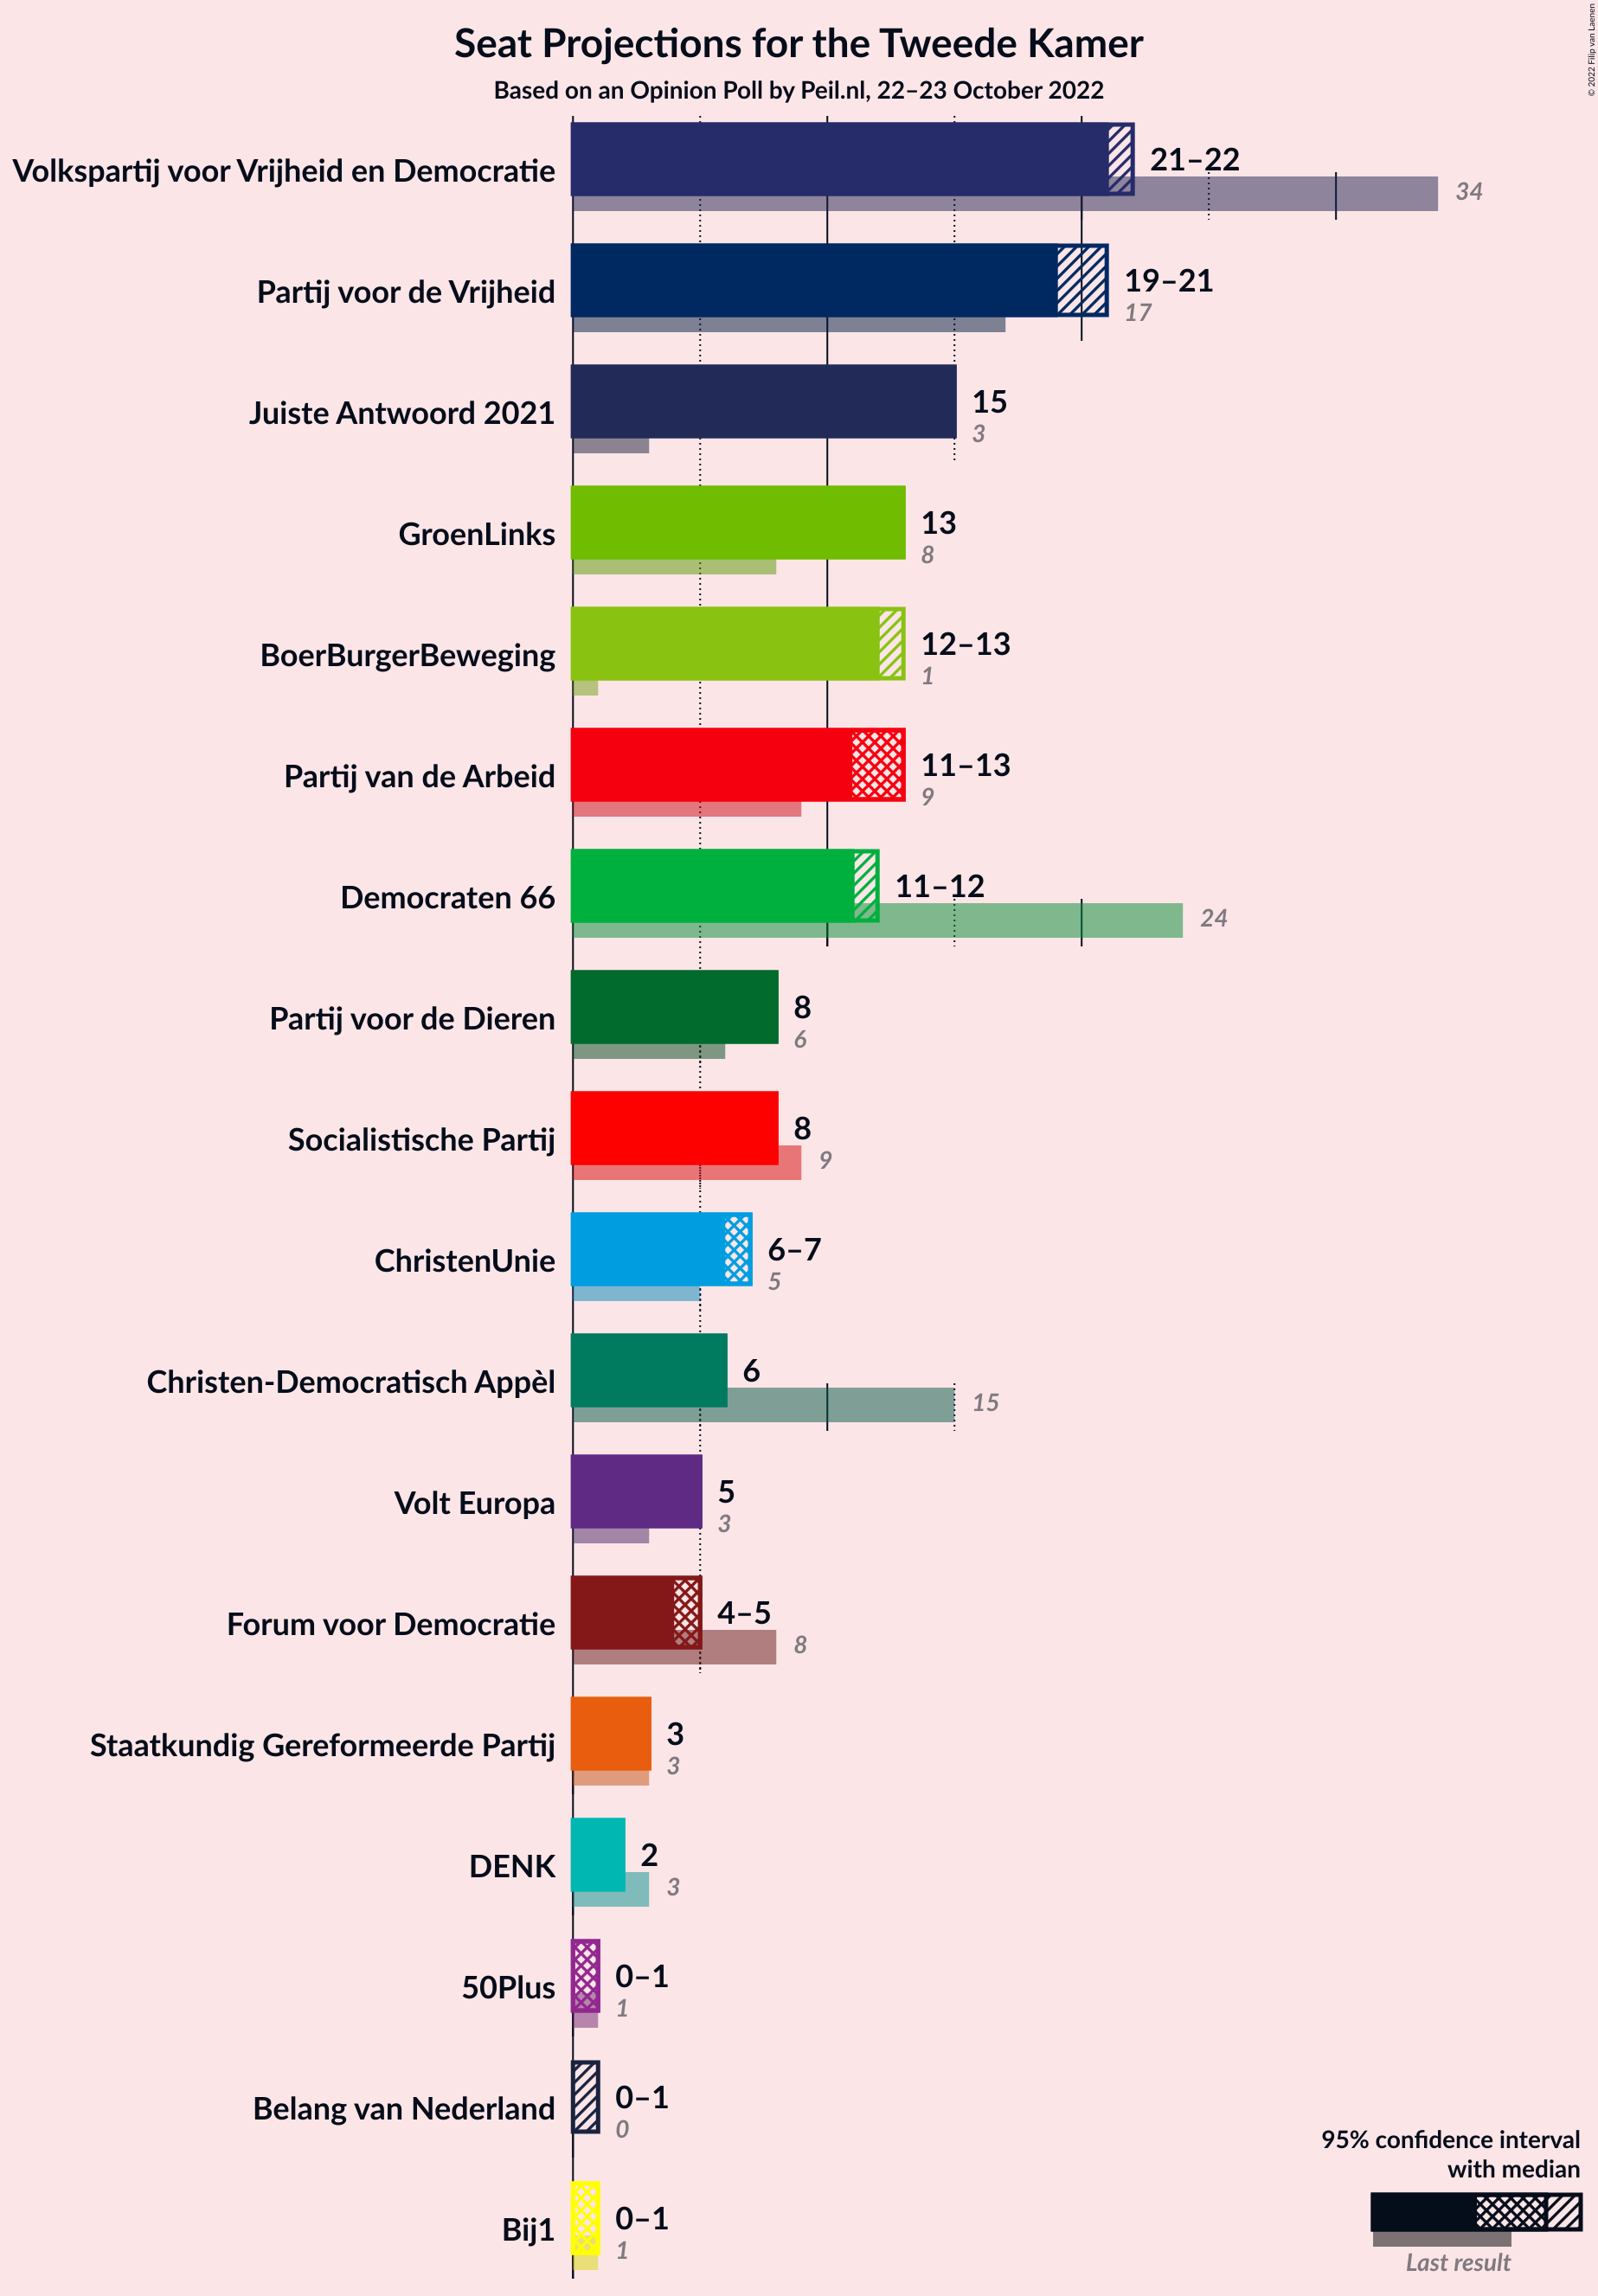 Seat Projections for the Tweede Kamer
Based on an Opinion Poll by Peil.nl, 22–23 October 2022
© 2022 Filip van Laenen
Volkspartij voor Vrijheid en Democratie
21–22
34
Partij voor de Vrijheid
19–21
17
Juiste Antwoord 2021
15
3
GroenLinks
13
8
BoerBurgerBeweging
12–13
1
Partij van de Arbeid
11–13
9
Democraten 66
11–12
24
Partij voor de Dieren
8
6
Socialistische Partij
8
9
ChristenUnie
6–7
5
Christen-Democratisch Appèl
6
15
Volt Europa
5
3
Forum voor Democratie
4–5
8
Staatkundig Gereformeerde Partij
3
3
DENK
2
3
50Plus
0–1
1
Belang van Nederland
0–1
0
Bij1
0–1
1
95% confidence interval
with median
Last result